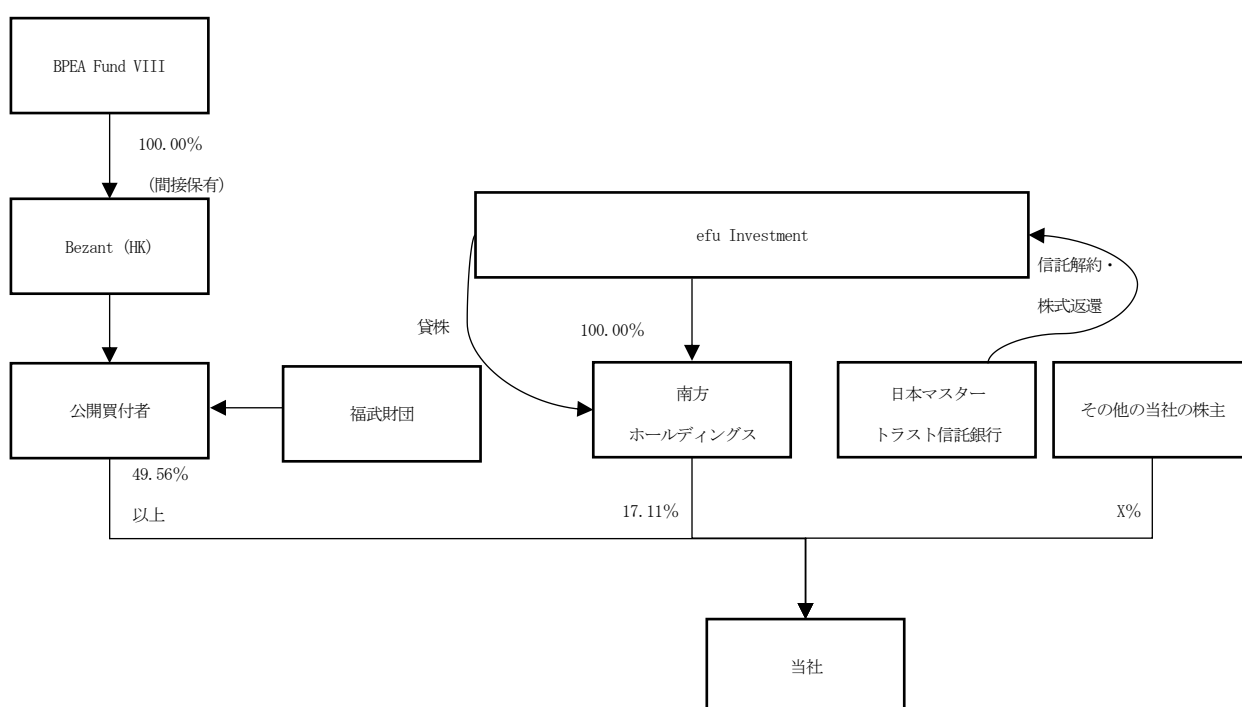 BPEA Fund VIII
100.00%
（間接保有）
Bezant (HK)
efu Investment
信託解約・
株式返還
貸株
100.00%
公開買付者
福武財団
南方
ホールディングス
日本マスター
トラスト信託銀行
その他の当社の株主
49.56%
以上
17.11%
X%
当社